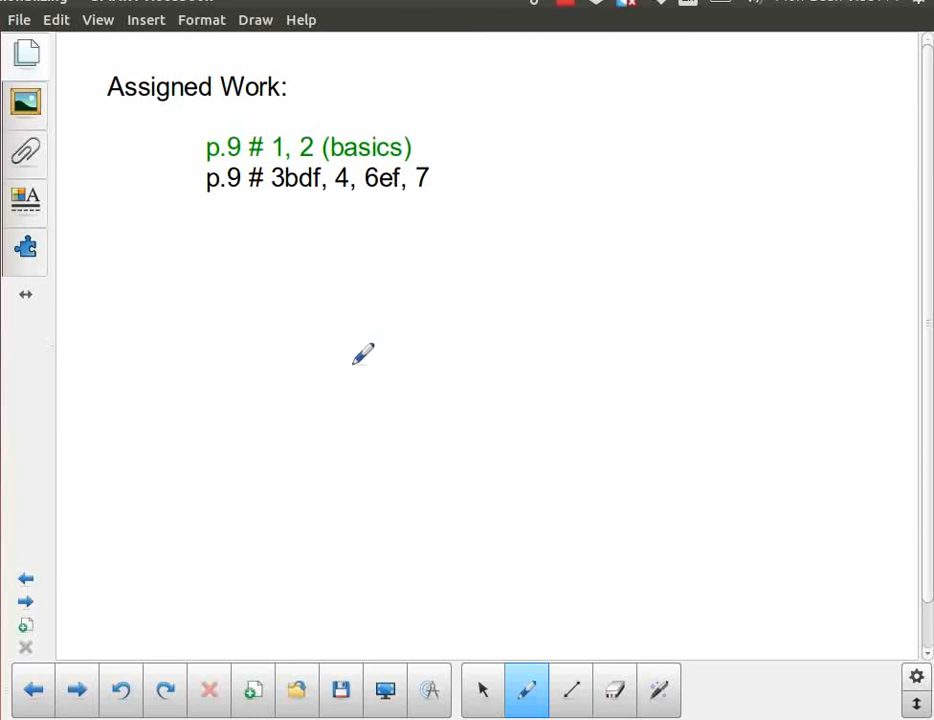 File Edit View Insert Format Draw Help
Assigned Work:
p.9 # 1, 2 (basics)
p.9 # 3bdf, 4, 6ef, 7